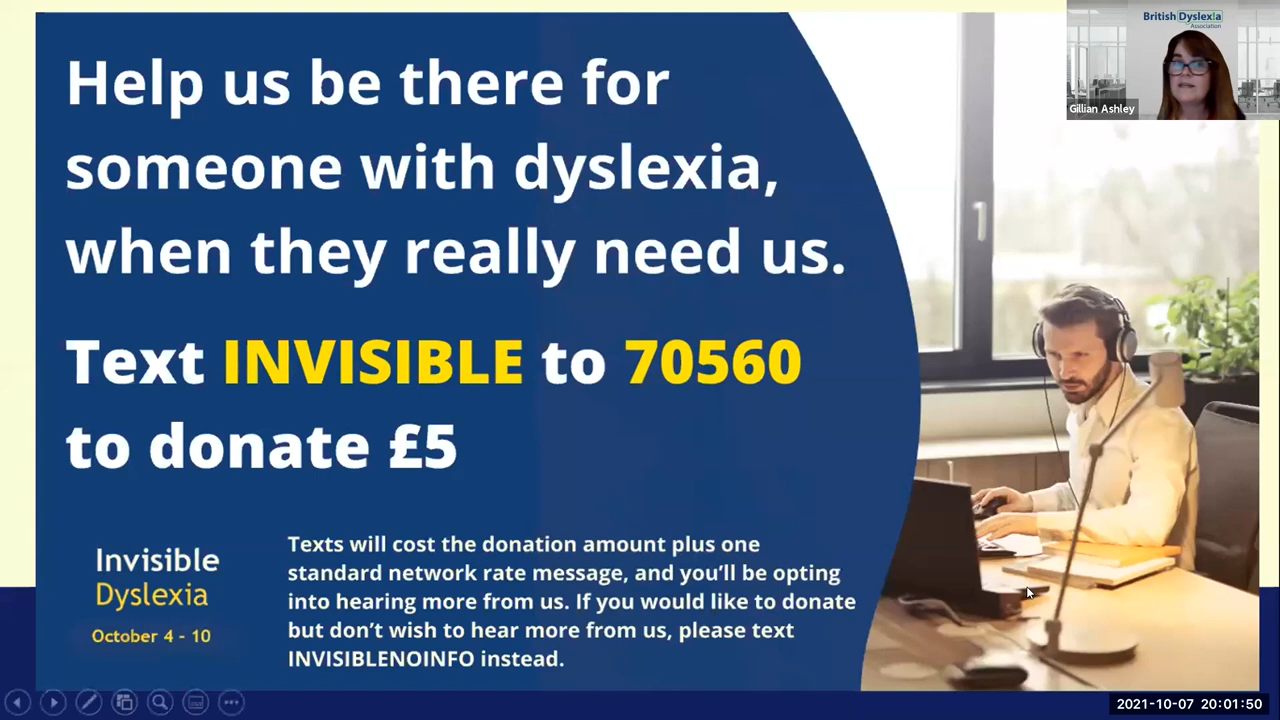 British Dyslexia
Association
Gillian Ashley
Help us be there for
someone with dyslexia,
when they really need us.
Text INVISIBLE to 70560
to donate £5
Invisible
Dyslexia
October 4 - 10
Texts will cost the donation amount plus one
standard network rate message, and you’ll be opting
into hearing more from us. If you would like to donate
but don’t wish to hear more from us, please text
INVISIBLENOINFO instead.
2021-10-07 20:01:50